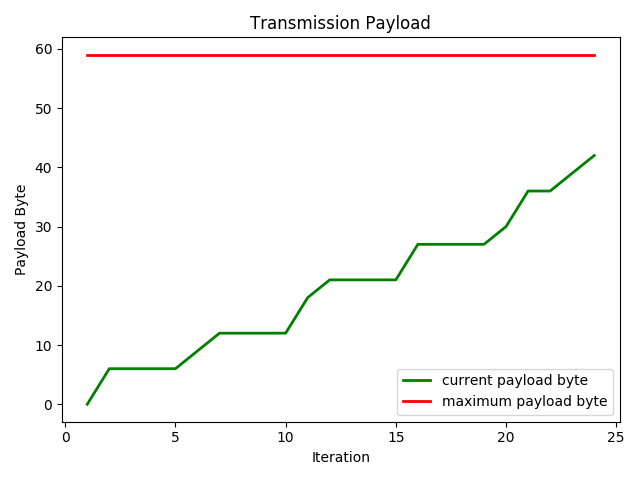 Transmission Payload
60
50
40
30
20
10
0
Payload Byte
0 5 10 15 20 25
Iteration
current payload byte
maximum payload byte